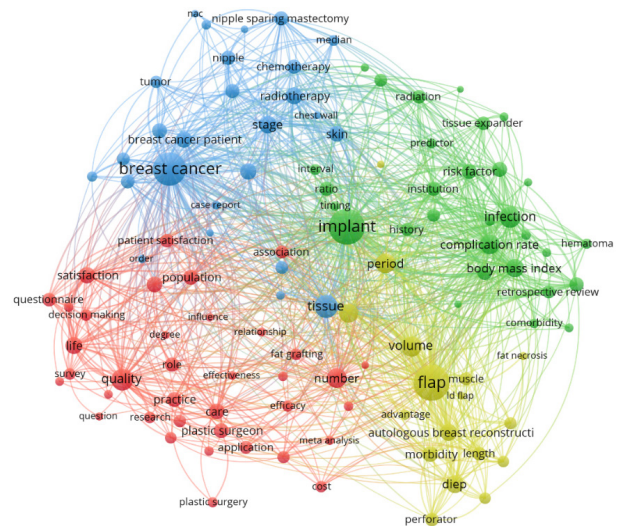 nac
nipple sparing mastectomy
median
nipple
chemotherapy
tumor
radiotherapy
radiation
chest wall
stage
tissue expander
skin
breast cancer patient
predictor
breast cancer
interval
risk factor
ratio
institution
case report
timing
infection
implant
history
patient satisfaction
complication rate
hematoma
association
order
period
body mass index
satisfaction
population
questionnaire
retrospective review
decision making
tissue
influence
comorbidity
relationship
degree
life
volume
fat grafting
fat necrosis
role
survey
quality
effectiveness
number
flap
muscle
ld flap
practice
efficacy
care
advantage
question
research
plastic surgeon
autologous breast reconstructi
meta analysis
application
morbidity
length
cost
diep
plastic surgery
perforator